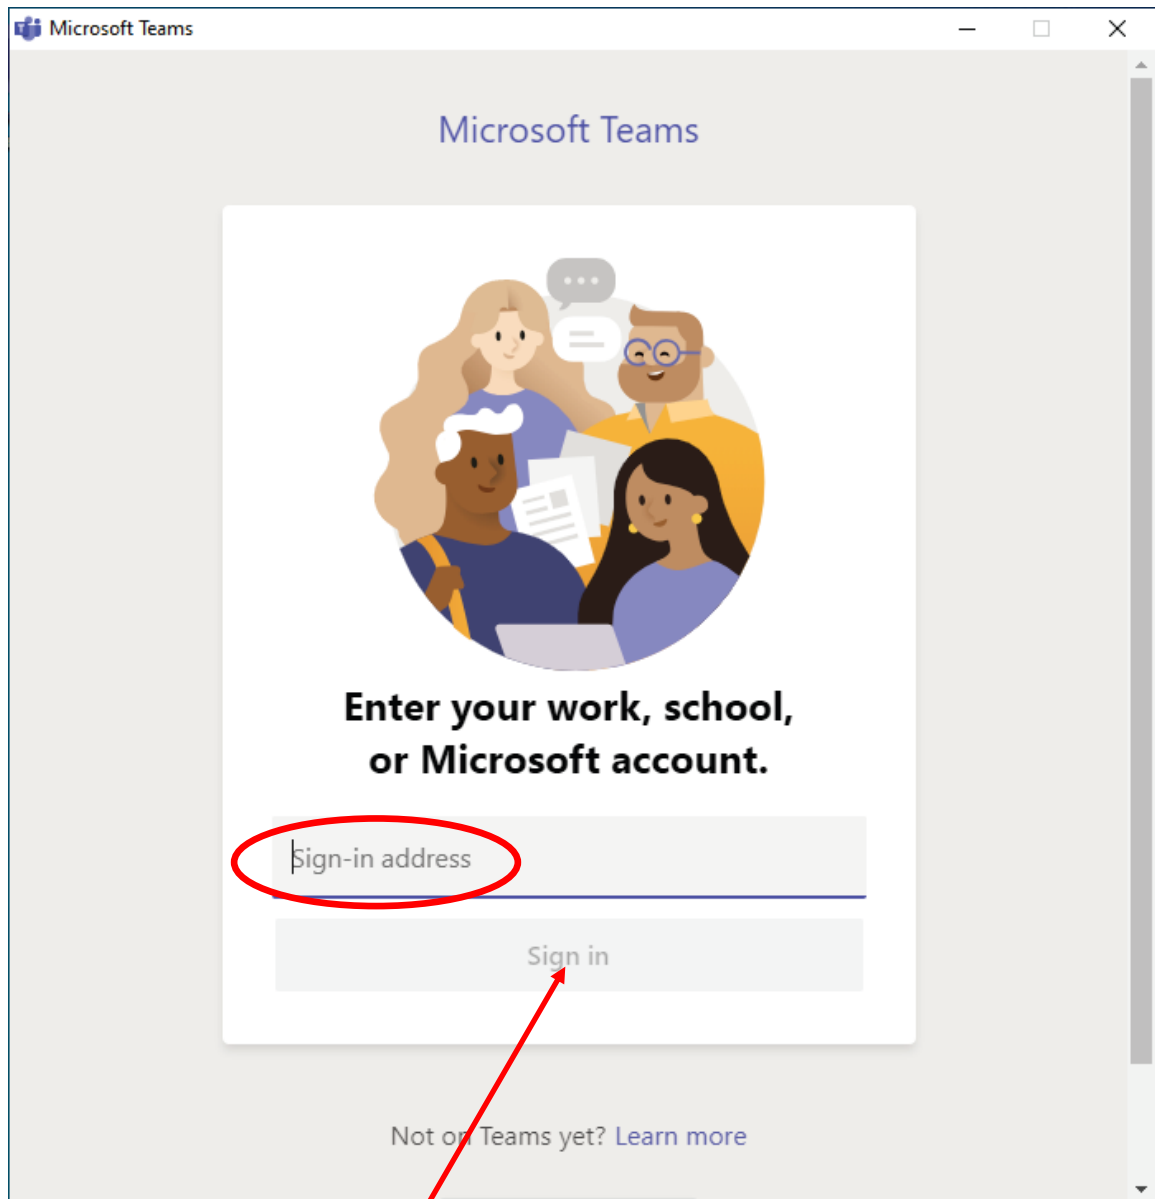 Microsoft Teams
Microsoft Teams
Enter your work, school,
or Microsoft account.
Sign-in address
Sign in
Not on Teams yet? Learn more